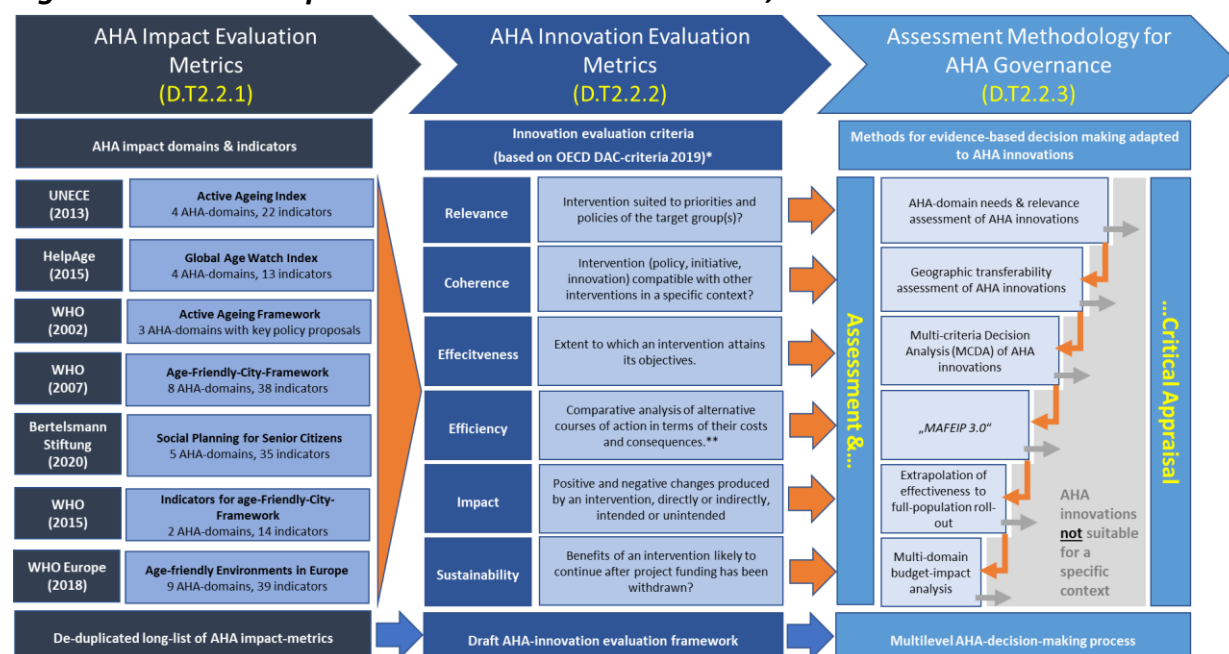 AHA Impact Evaluation
Metrics
(D.T2.2.1)
AHA Innovation Evaluation
Metrics
(D.T2.2.2)
Assessment Methodology for
AHA Governance
(D.T2.2.3)
AHA impact domains & indicators
Innovation evaluation criteria
(based on OECD DAC-criteria 2019)*
Methods for evidence-based decision making adapted
to AHA innovations
UNECE
(2013)
Active Ageing Index
4 AHA-domains, 22 indicators
HelpAge
(2015)
Global Age Watch Index
4 AHA-domains, 13 indicators
WHO
(2002)
Active Ageing Framework
3 AHA-domains with key policy proposals
WHO
(2007)
Age-Friendly-City-Framework
8 AHA-domains, 38 indicators
Bertelsmann
Stiftung
(2020)
Social Planning for Senior Citizens
5 AHA-domains, 35 indicators
WHO
(2015)
Indicators for age-Friendly-City-
Framework
2 AHA-domains, 14 indicators
WHO Europe
(2018)
Age-friendly Environments in Europe
9 AHA-domains, 39 indicators
De-duplicated long-list of AHA impact-metrics
Relevance
Intervention suited to priorities and
policies of the target group(s)?
Coherence
Intervention (policy, initiative,
innovation) compatible with other
interventions in a specific context?
Effecitveness
Extent to which an intervention attains
its objectives.
Efficiency
Comparative analysis of alternative
courses of action in terms of their costs
and consequences.**
Impact
Positive and negative changes produced
by an intervention, directly or indirectly,
intended or unintended
Sustainability
Benefits of an intervention likely to
continue after project funding has been
withdrawn?
Draft AHA-innovation evaluation framework
Assessment &...
AHA-domain needs & relevance
assessment of AHA innovations
Geographic transferability
assessment of AHA innovations
Multi-criteria Decision
Analysis (MCDA) of AHA
innovations
„MAFEIP 3.0“
Extrapolation of
effectiveness to
full-population roll-
out
Multi-domain
budget-impact
analysis
AHA
innovations
not suitable
for a
specific
context
...Critical Appraisal
Multilevel AHA-decision-making process